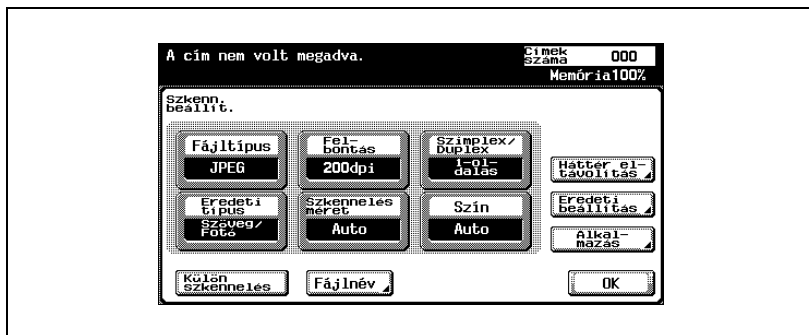 A cím nem volt megadva.
Címek
száma
000
Memória100%
Szkenn.
beállít.
Fájltípus
JPEG
Fel-
bontás
200dpi
Szimplex/
Duplex
1-ol-
dalas
Háttér el-
távolítás
Eredeti
típus
Szöveg/
Fotó
Szkennelés
méret
Auto
Szín
Auto
Eredeti
beállítás
Alkal-
mazás
Külön
szkennelés
Fájlnév
OK